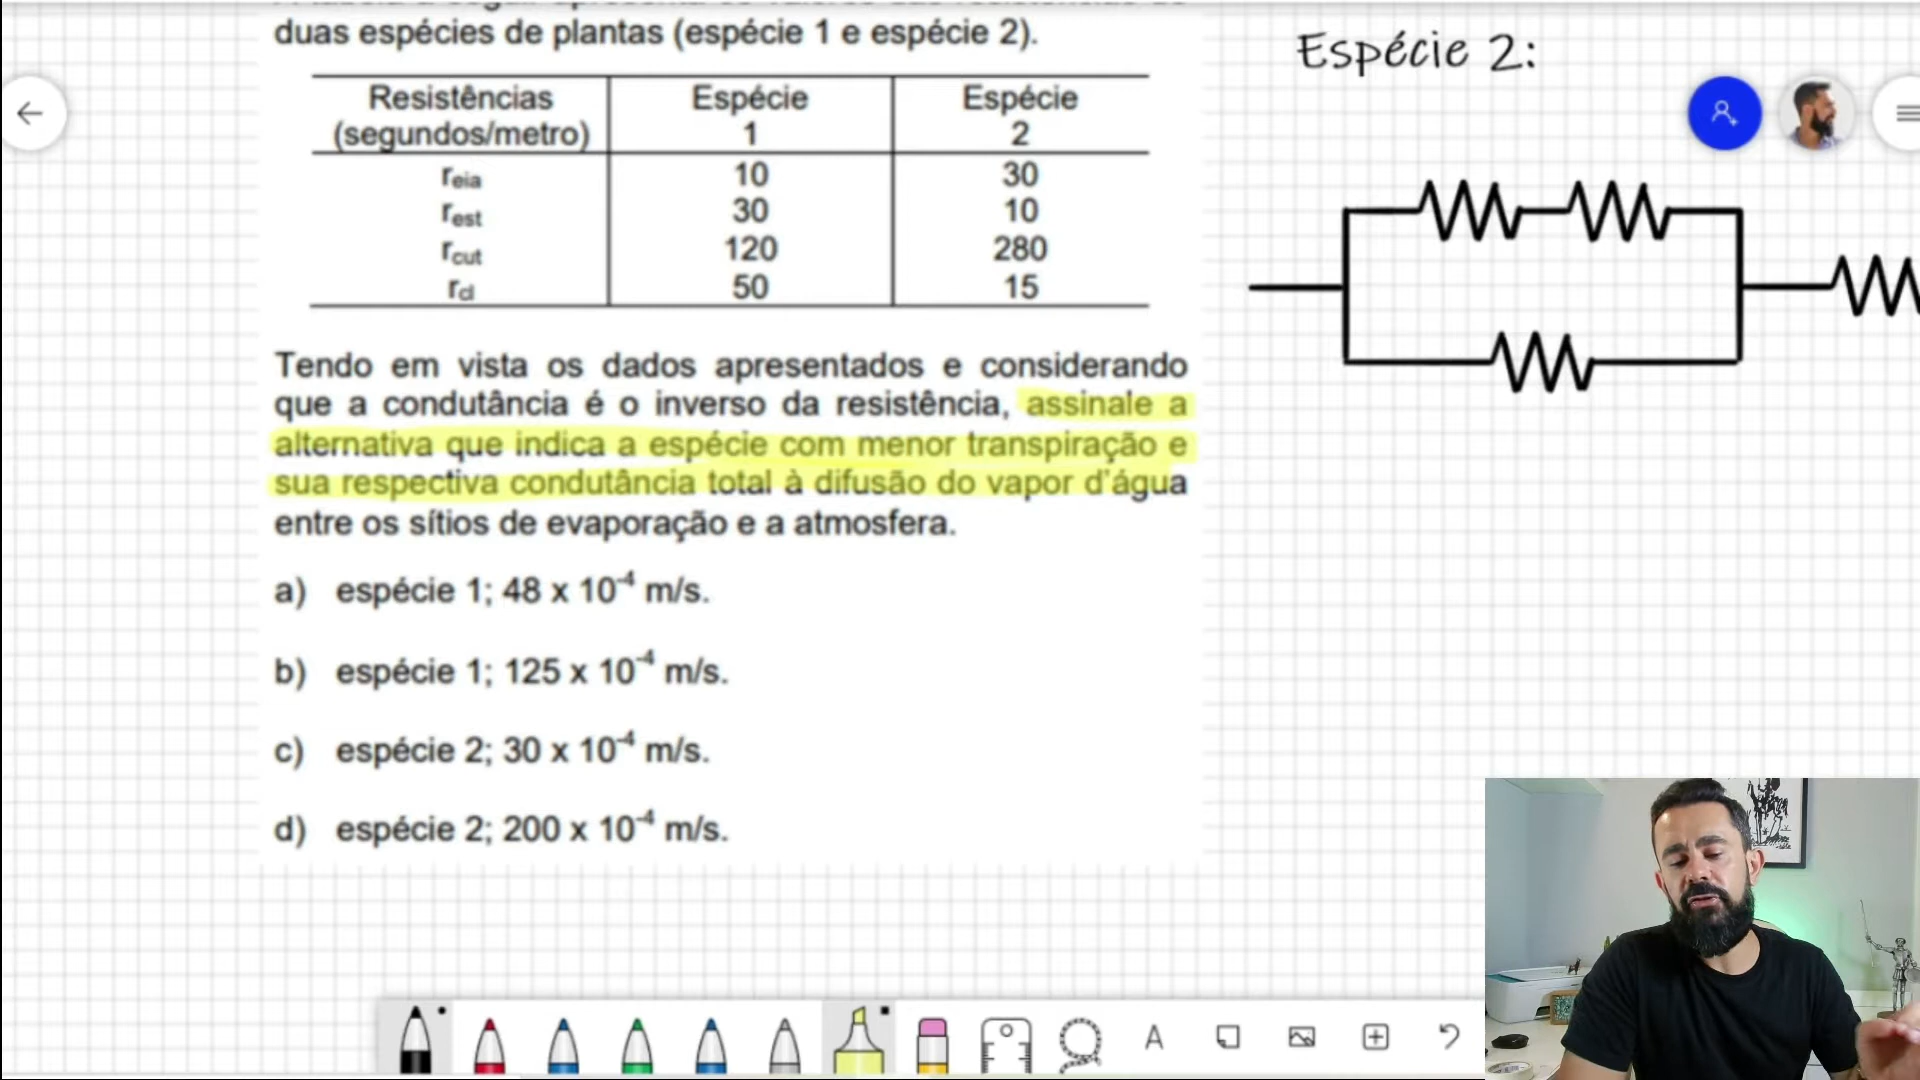 duas espécies de plantas (espécie 1 e espécie 2).
Resistências
(segundos/metro)
Espécie
1
Espécie
2
r_eia 10 30
r_est 30 10
r_cut 120 280
r_cl 50 15
Tendo em vista os dados apresentados e considerando
que a condutância é o inverso da resistência, assinale a
alternativa que indica a espécie com menor transpiração e
sua respectiva condutância total à difusão do vapor d'água
entre os sítios de evaporação e a atmosfera.
a) espécie 1; 48 x 10⁻⁴ m/s.
b) espécie 1; 125 x 10⁻⁴ m/s.
c) espécie 2; 30 x 10⁻⁴ m/s.
d) espécie 2; 200 x 10⁻⁴ m/s.
Espécie 2:
A